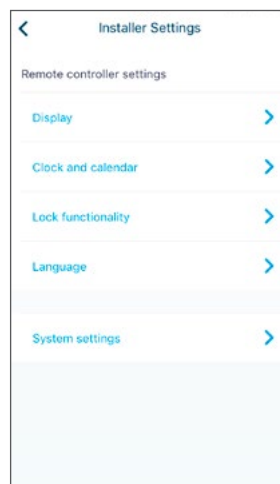 Installer Settings
Remote controller settings
Display
Clock and calendar
Lock functionality
Language
System settings